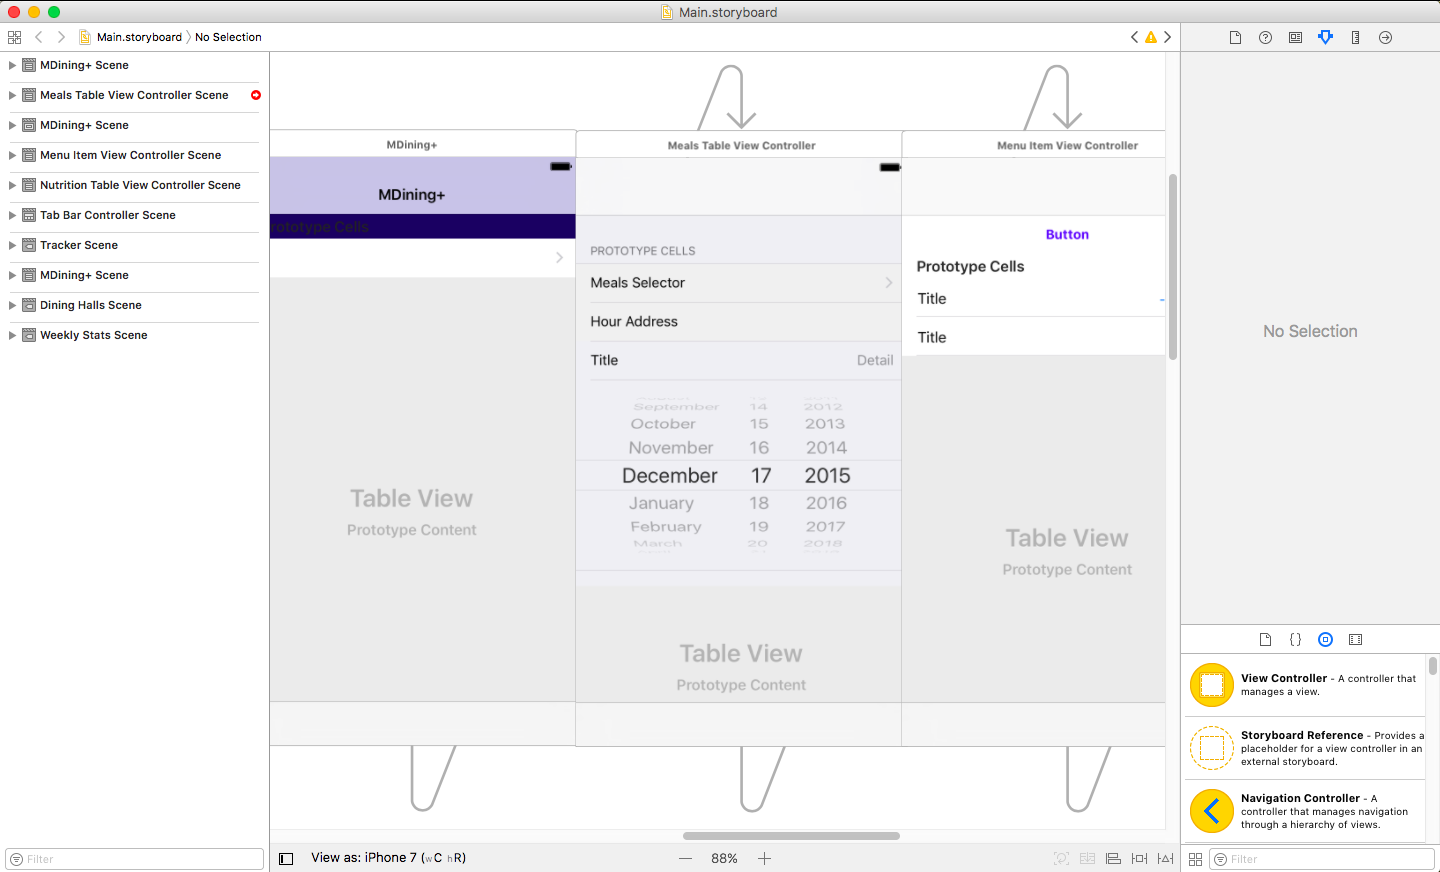 Main.storyboard
Main.storyboard
No Selection
MDining+ Scene
Meals Table View Controller Scene
MDining+ Scene
Menu Item View Controller Scene
Nutrition Table View Controller Scene
Tab Bar Controller Scene
Tracker Scene
MDining+ Scene
Dining Halls Scene
Weekly Stats Scene
Filter
MDining+
MDining+
rototype Cells
Table View
Prototype Content
Meals Table View Controller
PROTOTYPE CELLS
Meals Selector
Hour Address
Title Detail
September 14 2012
October 15 2013
November 16 2014
December 17 2015
January 18 2016
February 19 2017
March 20 2018
Table View
Prototype Content
Menu Item View Controller
Button
Prototype Cells
Title
Title
Table View
Prototype Content
View as: iPhone 7 (wC hR)
88%
No Selection
View Controller - A controller that
manages a view.
Storyboard Reference - Provides a
placeholder for a view controller in an
external storyboard.
Navigation Controller - A
controller that manages navigation
through a hierarchy of views.
Filter